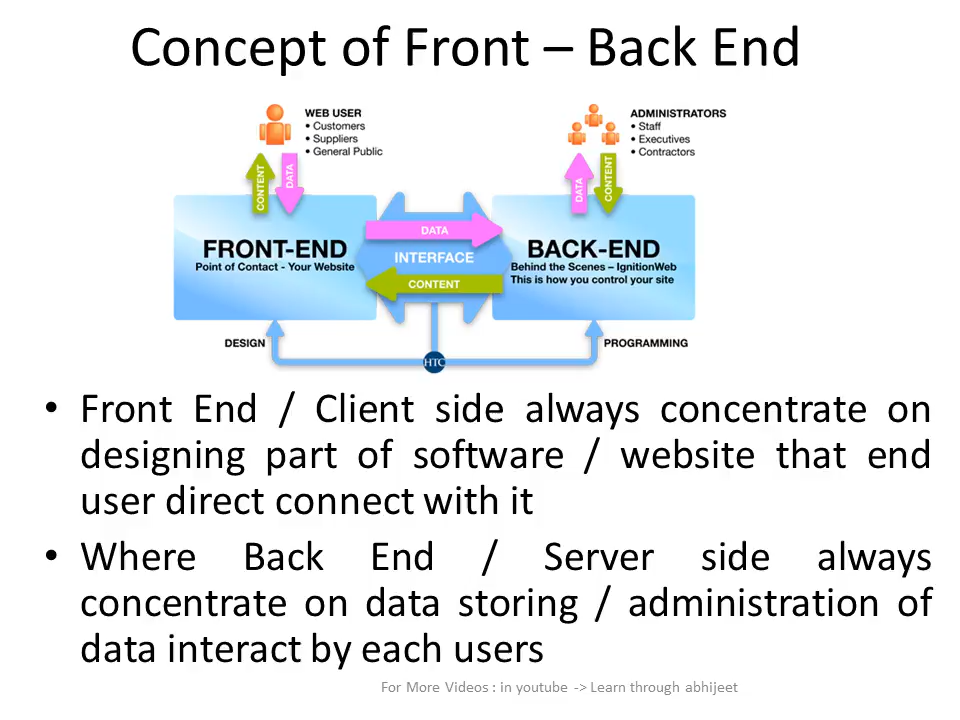 Concept of Front – Back End
WEB USER
• Customers
• Suppliers
• General Public
ADMINISTRATORS
• Staff
• Executives
• Contractors
CONTENT
DATA
DATA
CONTENT
FRONT-END
Point of Contact - Your Website
DATA
INTERFACE
CONTENT
BACK-END
Behind the Scenes – IgnitionWeb
This is how you control your site
DESIGN
HTC
PROGRAMMING
• Front End / Client side always concentrate on
designing part of software / website that end
user direct connect with it
• Where Back End / Server side always
concentrate on data storing / administration of
data interact by each users
For More Videos : in youtube -> Learn through abhijeet